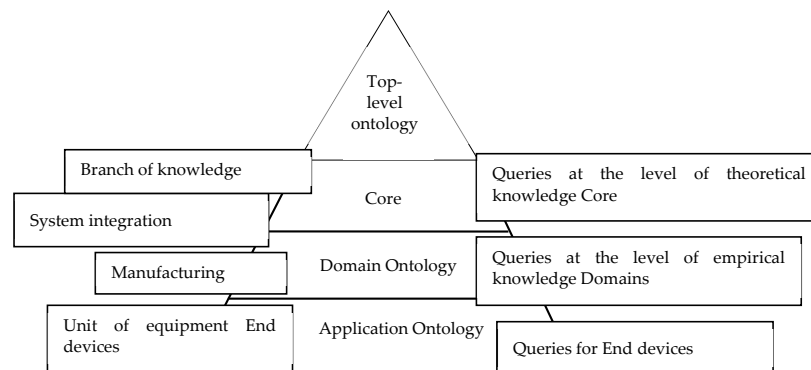 Top-
level
ontology
Branch of knowledge
Queries at the level of theoretical
knowledge Core
Core
System integration
Manufacturing
Domain Ontology
Queries at the level of empirical
knowledge Domains
Unit of equipment End
devices
Application Ontology
Queries for End devices